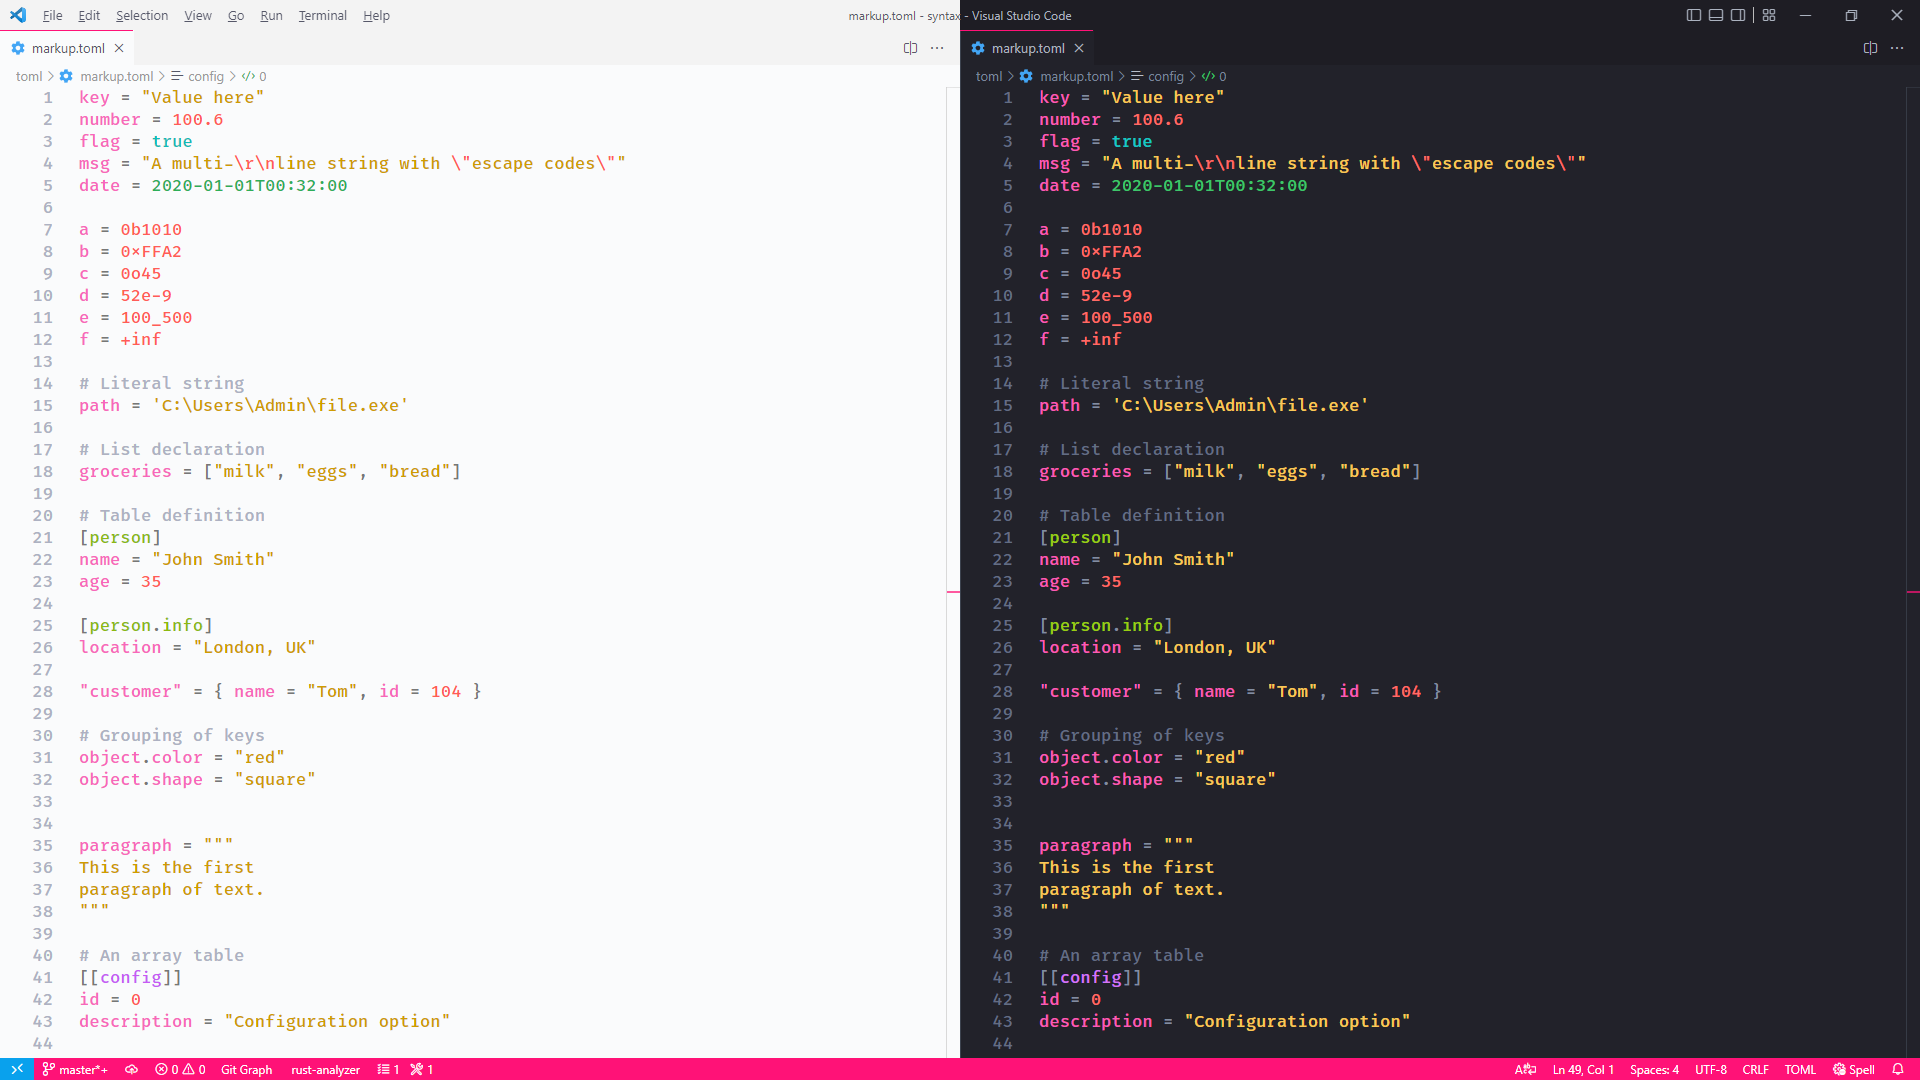 File Edit Selection View Go Run Terminal Help markup.toml - syntax - Visual Studio Code
markup.toml
toml > markup.toml > config > 0
1 key = "Value here"
2 number = 100.6
3 flag = true
4 msg = "A multi-\r\nline string with \"escape codes\""
5 date = 2020-01-01T00:32:00
6
7 a = 0b1010
8 b = 0xFFA2
9 c = 0o45
10 d = 52e-9
11 e = 100_500
12 f = +inf
13
14 # Literal string
15 path = 'C:\Users\Admin\file.exe'
16
17 # List declaration
18 groceries = ["milk", "eggs", "bread"]
19
20 # Table definition
21 [person]
22 name = "John Smith"
23 age = 35
24
25 [person.info]
26 location = "London, UK"
27
28 "customer" = { name = "Tom", id = 104 }
29
30 # Grouping of keys
31 object.color = "red"
32 object.shape = "square"
33
34
35 paragraph = """
36 This is the first
37 paragraph of text.
38 """
39
40 # An array table
41 [[config]]
42 id = 0
43 description = "Configuration option"
44
markup.toml
toml > markup.toml > config > 0
1 key = "Value here"
2 number = 100.6
3 flag = true
4 msg = "A multi-\r\nline string with \"escape codes\""
5 date = 2020-01-01T00:32:00
6
7 a = 0b1010
8 b = 0xFFA2
9 c = 0o45
10 d = 52e-9
11 e = 100_500
12 f = +inf
13
14 # Literal string
15 path = 'C:\Users\Admin\file.exe'
16
17 # List declaration
18 groceries = ["milk", "eggs", "bread"]
19
20 # Table definition
21 [person]
22 name = "John Smith"
23 age = 35
24
25 [person.info]
26 location = "London, UK"
27
28 "customer" = { name = "Tom", id = 104 }
29
30 # Grouping of keys
31 object.color = "red"
32 object.shape = "square"
33
34
35 paragraph = """
36 This is the first
37 paragraph of text.
38 """
39
40 # An array table
41 [[config]]
42 id = 0
43 description = "Configuration option"
44
master*+ 0 0 Git Graph rust-analyzer 1 1 Ln 49, Col 1 Spaces: 4 UTF-8 CRLF TOML Spell